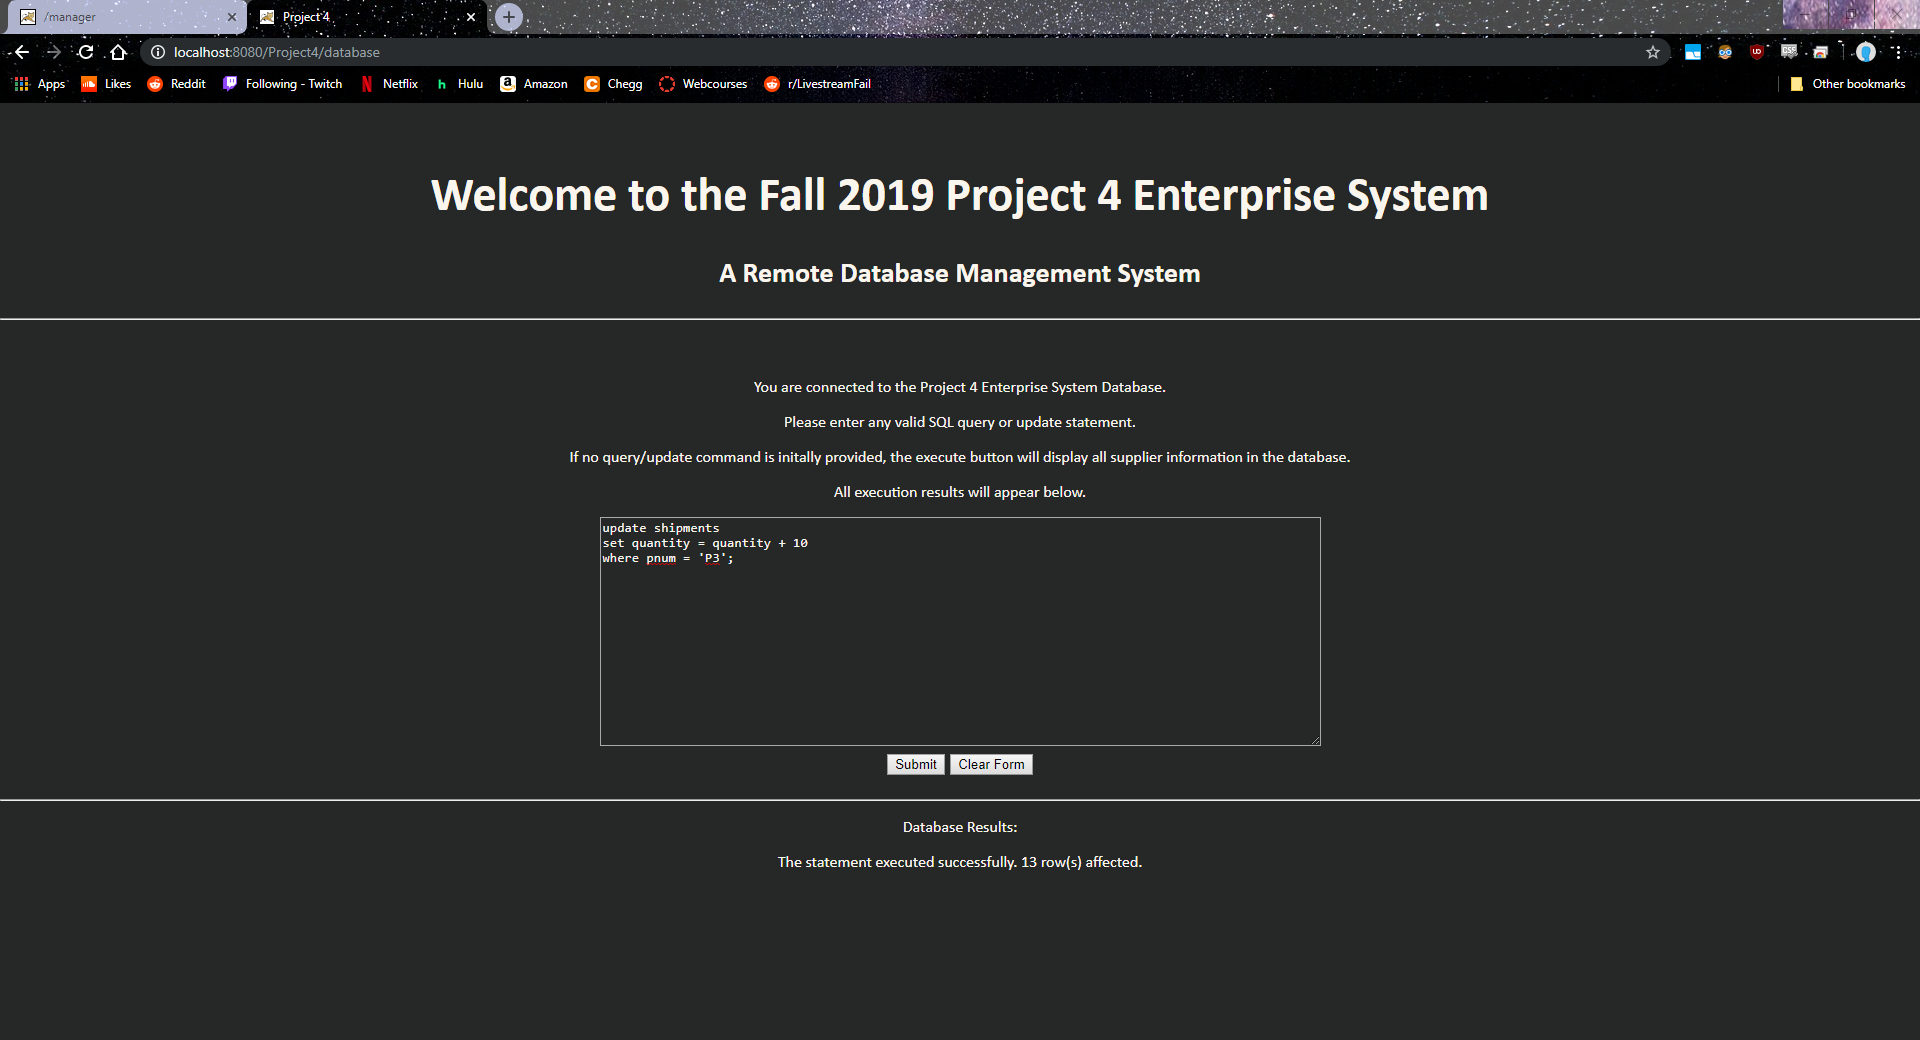 /manager
Project 4
localhost:8080/Project4/database
Apps Likes Reddit Following - Twitch Netflix h Hulu a Amazon C Chegg Webcourses r/LivestreamFail Other bookmarks
Welcome to the Fall 2019 Project 4 Enterprise System
A Remote Database Management System
You are connected to the Project 4 Enterprise System Database.
Please enter any valid SQL query or update statement.
If no query/update command is initally provided, the execute button will display all supplier information in the database.
All execution results will appear below.
update shipments
set quantity = quantity + 10
where pnum = 'P3';
Submit Clear Form
Database Results:
The statement executed successfully. 13 row(s) affected.